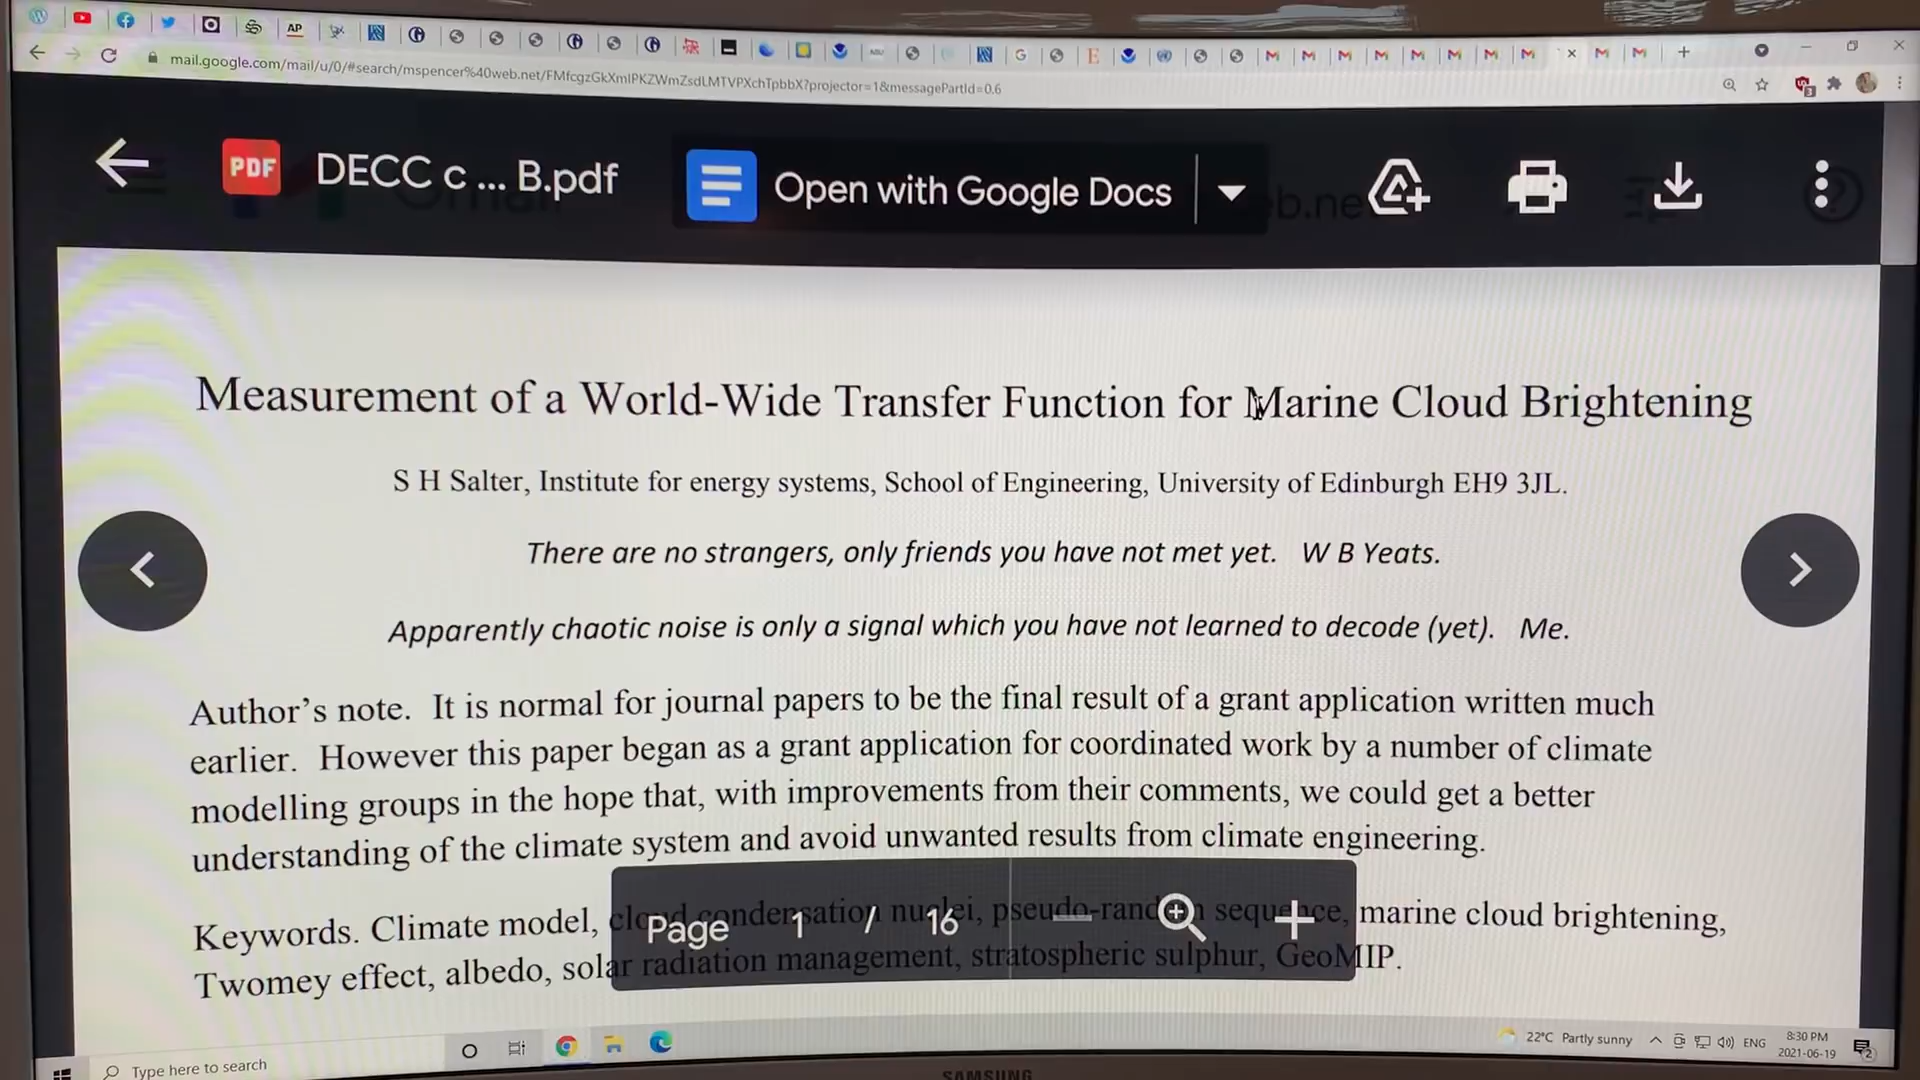 AP
mail.google.com/mail/u/0/#search/mspencer%40web.net/FMfcgzGkXmlPKZWmZsdLMTVPXchTpbbX?projector=1&messagePartId=0.6
PDF DECC c ... B.pdf Open with Google Docs
Measurement of a World-Wide Transfer Function for Marine Cloud Brightening
S H Salter, Institute for energy systems, School of Engineering, University of Edinburgh EH9 3JL.
There are no strangers, only friends you have not met yet. W B Yeats.
Apparently chaotic noise is only a signal which you have not learned to decode (yet). Me.
Author's note. It is normal for journal papers to be the final result of a grant application written much
earlier. However this paper began as a grant application for coordinated work by a number of climate
modelling groups in the hope that, with improvements from their comments, we could get a better
understanding of the climate system and avoid unwanted results from climate engineering.
Keywords. Climate model, cloud condensation nuclei, pseudo-random sequence, marine cloud brightening,
Twomey effect, albedo, solar radiation management, stratospheric sulphur, GeoMIP.
Page 1 / 16
Type here to search
22°C Partly sunny ENG 8:30 PM
2021-06-19
SAMSUNG